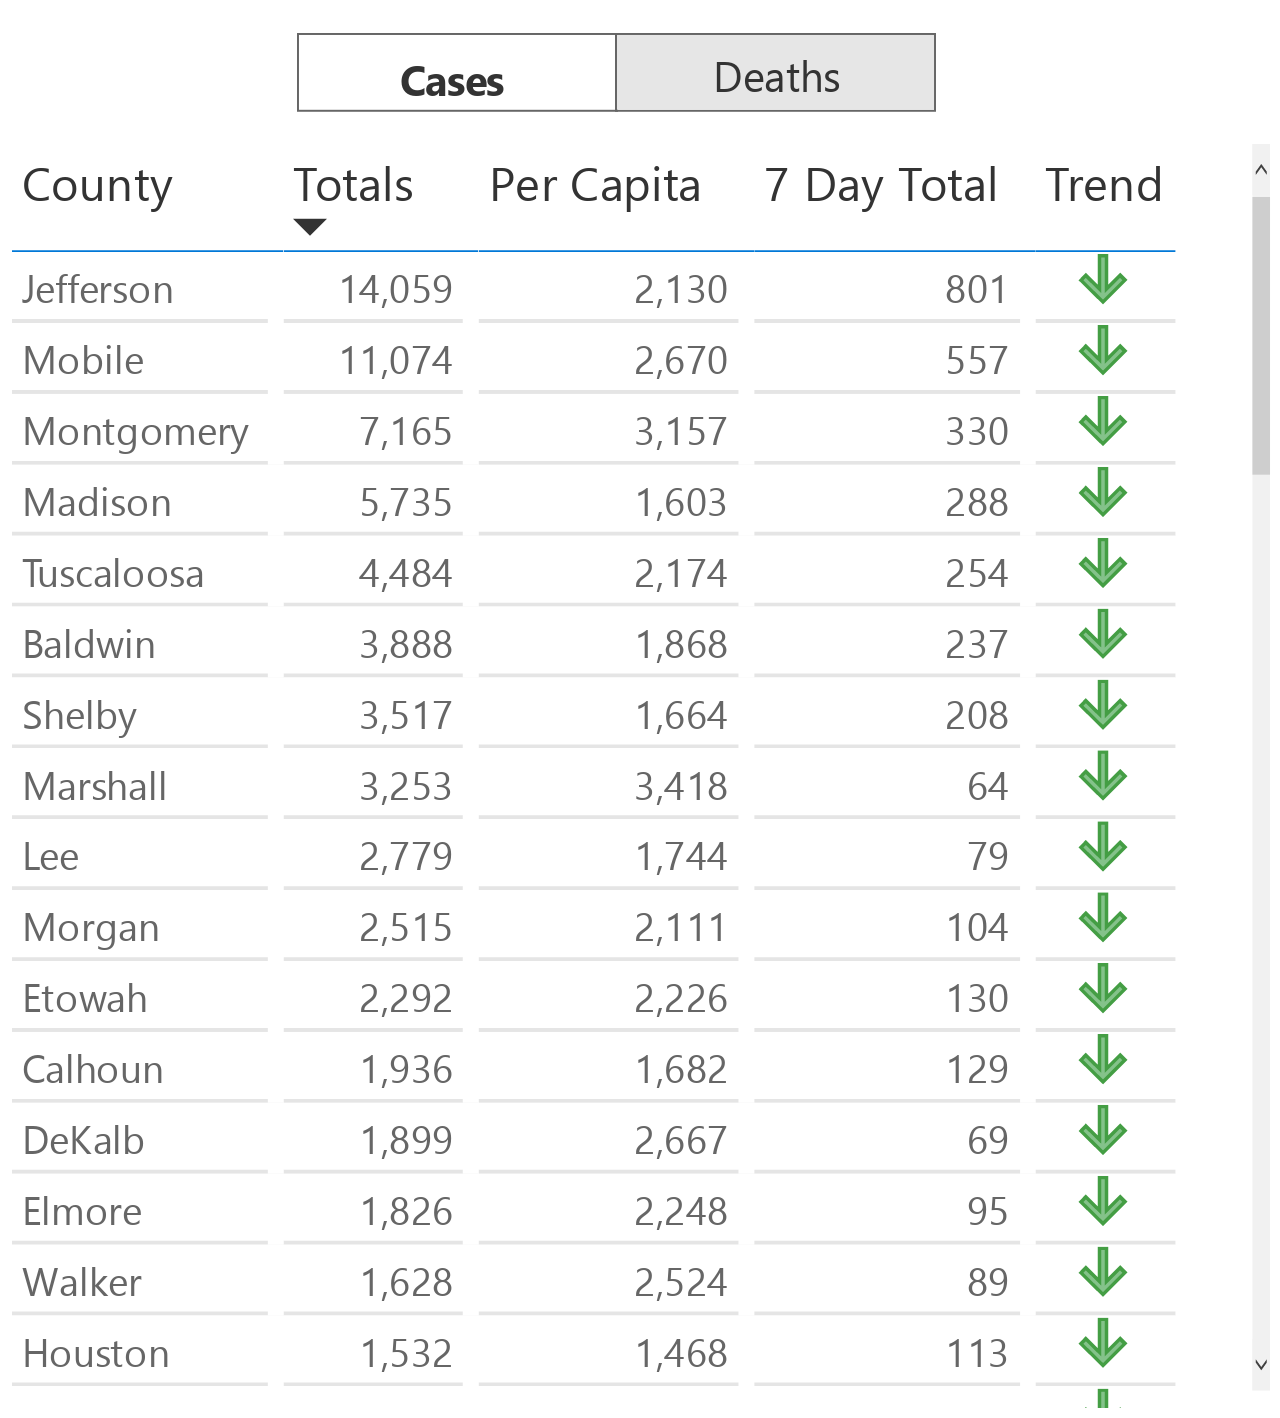 Cases Deaths
County Totals Per Capita 7 Day Total Trend
Jefferson 14,059 2,130 801
Mobile 11,074 2,670 557
Montgomery 7,165 3,157 330
Madison 5,735 1,603 288
Tuscaloosa 4,484 2,174 254
Baldwin 3,888 1,868 237
Shelby 3,517 1,664 208
Marshall 3,253 3,418 64
Lee 2,779 1,744 79
Morgan 2,515 2,111 104
Etowah 2,292 2,226 130
Calhoun 1,936 1,682 129
DeKalb 1,899 2,667 69
Elmore 1,826 2,248 95
Walker 1,628 2,524 89
Houston 1,532 1,468 113